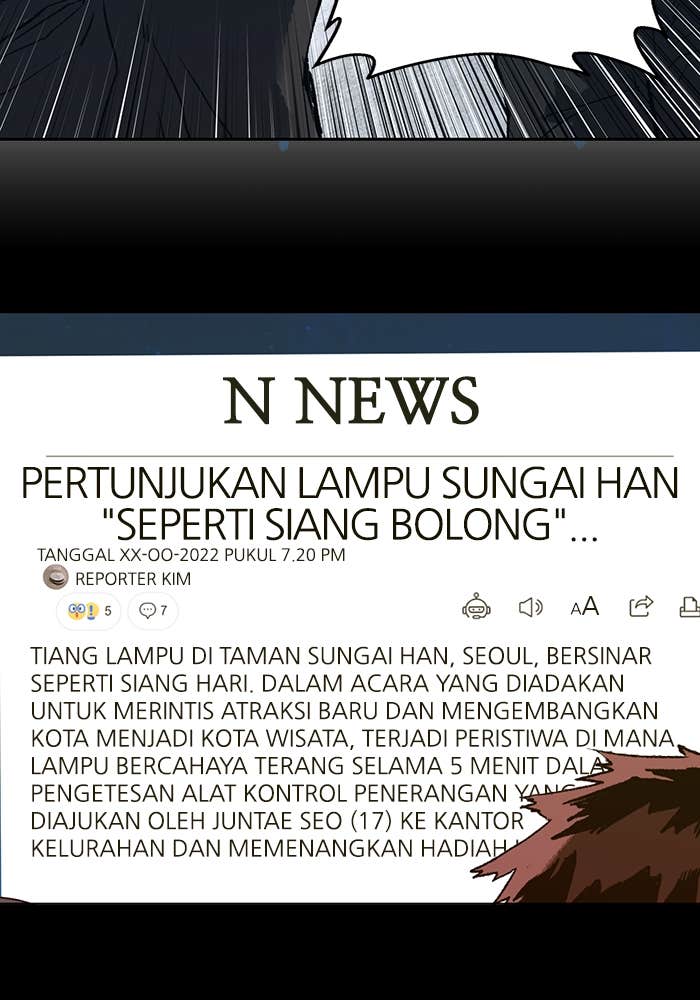 N NEWS
PERTUNJUKAN LAMPU SUNGAI HAN
"SEPERTI SIANG BOLONG"...
TANGGAL XX-OO-2022 PUKUL 7.20 PM
REPORTER KIM
5 7 AA
TIANG LAMPU DI TAMAN SUNGAI HAN, SEOUL, BERSINAR
SEPERTI SIANG HARI. DALAM ACARA YANG DIADAKAN
UNTUK MERINTIS ATRAKSI BARU DAN MENGEMBANGKAN
KOTA MENJADI KOTA WISATA, TERJADI PERISTIWA DI MANA
LAMPU BERCAHAYA TERANG SELAMA 5 MENIT
PENGETESAN ALAT KONTROL PENERANGAN YANG
DIAJUKAN OLEH JUNTAE SEO (17) KE KANTOR
KELURAHAN DAN MEMENANGKAN HADIAH